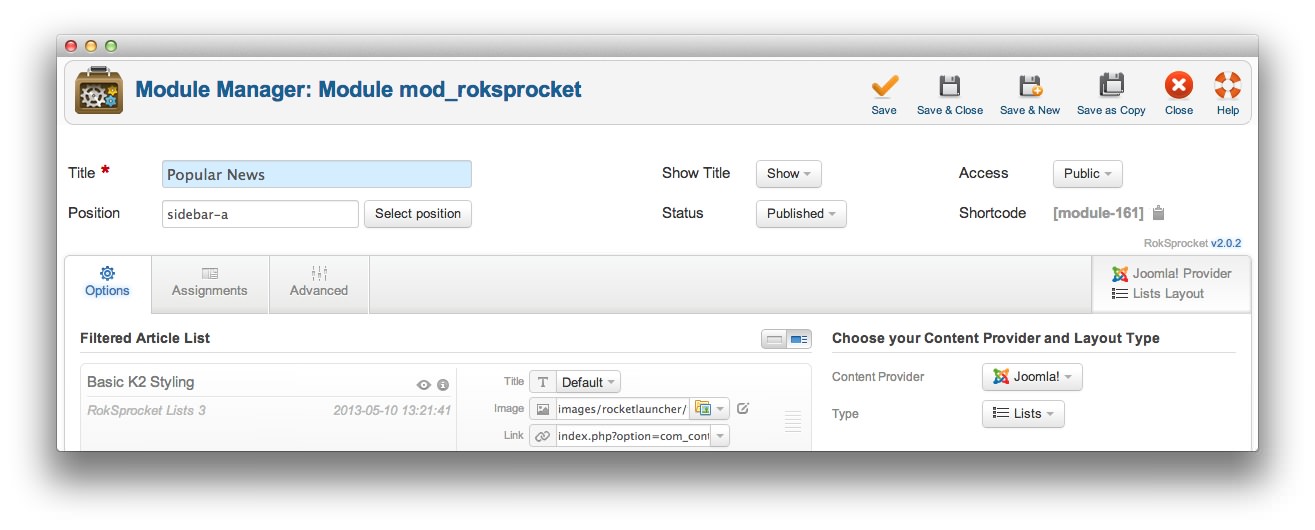 Module Manager: Module mod_roksprocket
Save
Save & Close
Save & New
Save as Copy
Close
Help
Title *
Popular News
Show Title
Show
Access
Public
Position
sidebar-a
Select position
Status
Published
Shortcode
[module-161]
RokSprocket v2.0.2
Options
Assignments
Advanced
Joomla! Provider
Lists Layout
Filtered Article List
Choose your Content Provider and Layout Type
Basic K2 Styling
Title
T
Default
Content Provider
Joomla!
RokSprocket Lists 3
2013-05-10 13:21:41
Image
images/rocketlauncher/
Type
Lists
Link
index.php?option=com_cont